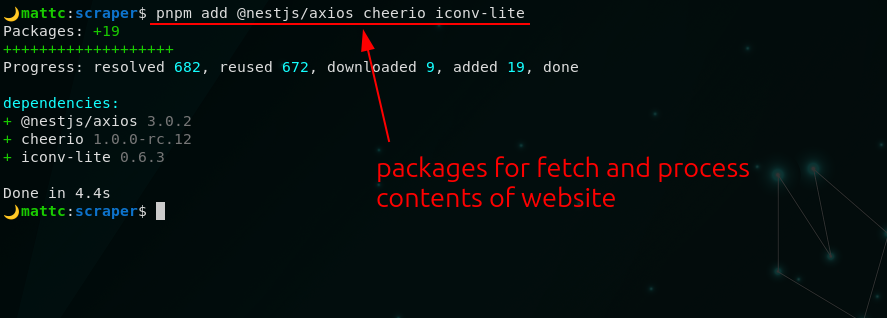 mattc:scraper$ pnpm add @nestjs/axios cheerio iconv-lite
Packages: +19
+++++++++++++++++++
Progress: resolved 682, reused 672, downloaded 9, added 19, done
dependencies:
+ @nestjs/axios 3.0.2
+ cheerio 1.0.0-rc.12
+ iconv-lite 0.6.3
packages for fetch and process
contents of website
Done in 4.4s
mattc:scraper$